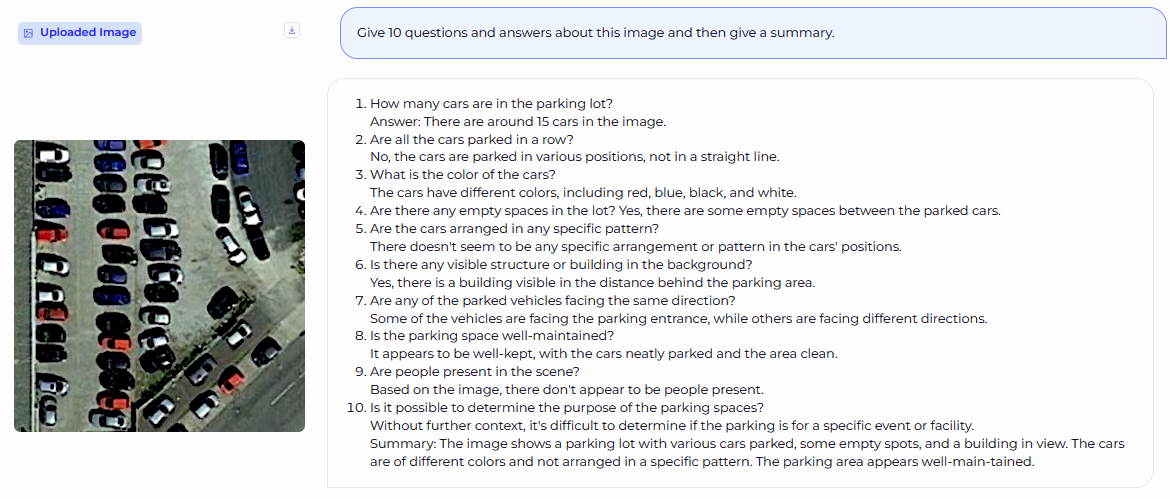 Uploaded Image
Give 10 questions and answers about this image and then give a summary.
1. How many cars are in the parking lot?
Answer: There are around 15 cars in the image.
2. Are all the cars parked in a row?
No, the cars are parked in various positions, not in a straight line.
3. What is the color of the cars?
The cars have different colors, including red, blue, black, and white.
4. Are there any empty spaces in the lot? Yes, there are some empty spaces between the parked cars.
5. Are the cars arranged in any specific pattern?
There doesn't seem to be any specific arrangement or pattern in the cars' positions.
6. Is there any visible structure or building in the background?
Yes, there is a building visible in the distance behind the parking area.
7. Are any of the parked vehicles facing the same direction?
Some of the vehicles are facing the parking entrance, while others are facing different directions.
8. Is the parking space well-maintained?
It appears to be well-kept, with the cars neatly parked and the area clean.
9. Are people present in the scene?
Based on the image, there don't appear to be people present.
10. Is it possible to determine the purpose of the parking spaces?
Without further context, it's difficult to determine if the parking is for a specific event or facility.
Summary: The image shows a parking lot with various cars parked, some empty spots, and a building in view. The cars
are of different colors and not arranged in a specific pattern. The parking area appears well-main-tained.